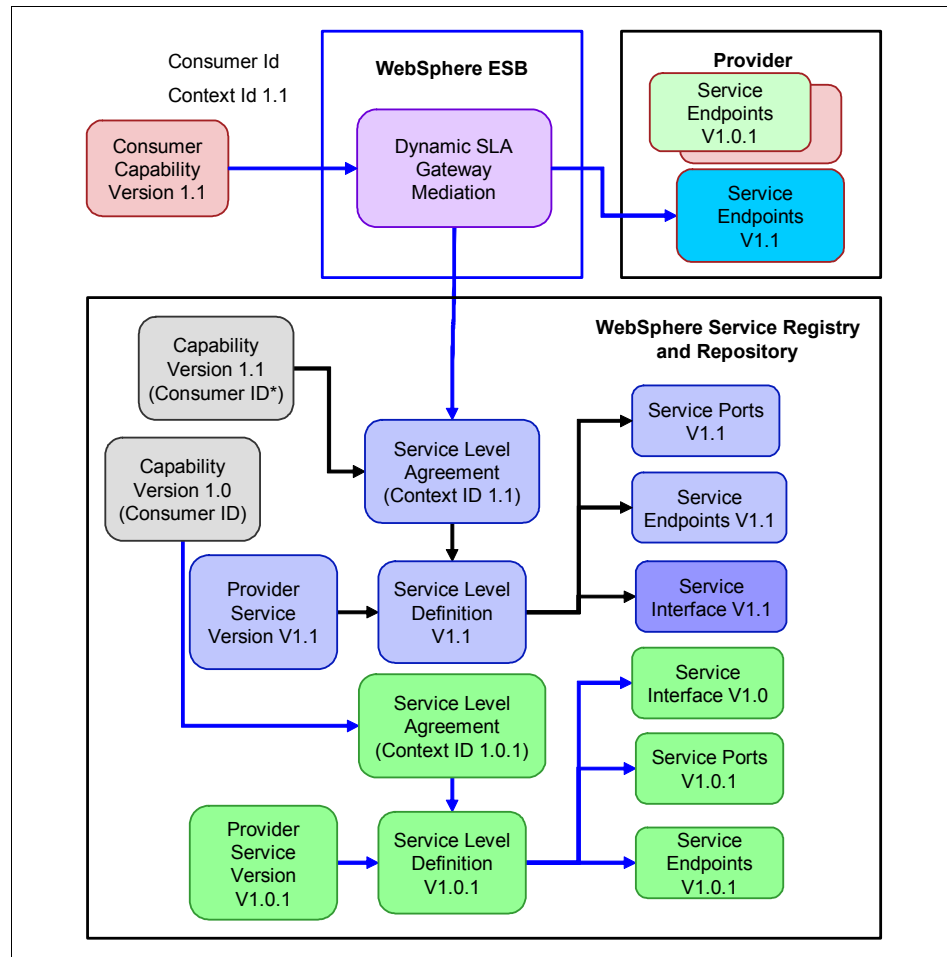 Consumer Id
Context Id 1.1
WebSphere ESB
Provider
Consumer
Capability
Version 1.1
Dynamic SLA
Gateway
Mediation
Service
Endpoints
V1.0.1
Service
Endpoints
V1.1
WebSphere Service Registry
and Repository
Capability
Version 1.1
(Consumer ID*)
Capability
Version 1.0
(Consumer ID)
Service Level
Agreement
(Context ID 1.1)
Service Ports
V1.1
Service
Endpoints V1.1
Provider
Service
Version V1.1
Service Level
Definition
V1.1
Service
Interface V1.1
Service Level
Agreement
(Context ID 1.0.1)
Service
Interface V1.0
Service Ports
V1.0.1
Provider
Service
Version
V1.0.1
Service Level
Definition
V1.0.1
Service
Endpoints
V1.0.1